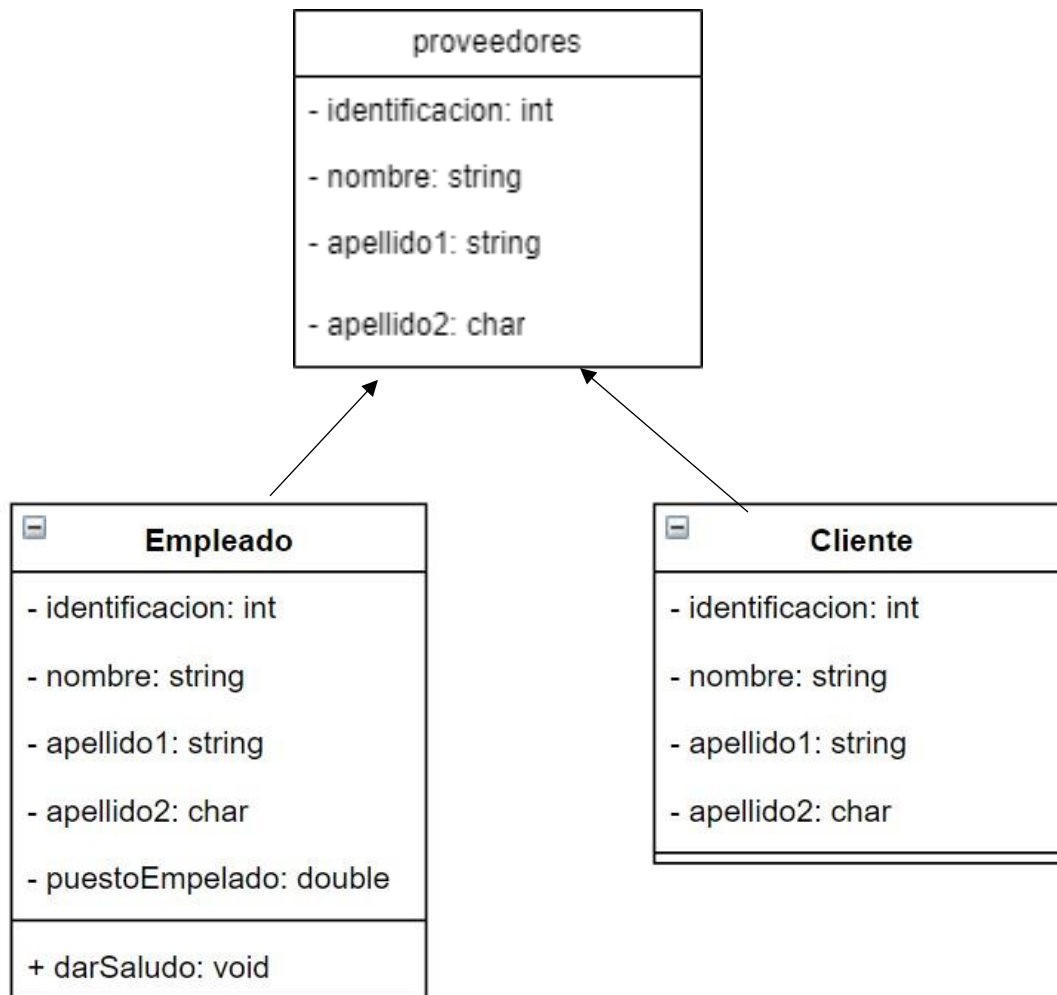 proveedores
- identificacion: int
- nombre: string
- apellido1: string
- apellido2: char
Empleado
- identificacion: int
- nombre: string
- apellido1: string
- apellido2: char
- puestoEmpelado: double
+ darSaludo: void
Cliente
- identificacion: int
- nombre: string
- apellido1: string
- apellido2: char